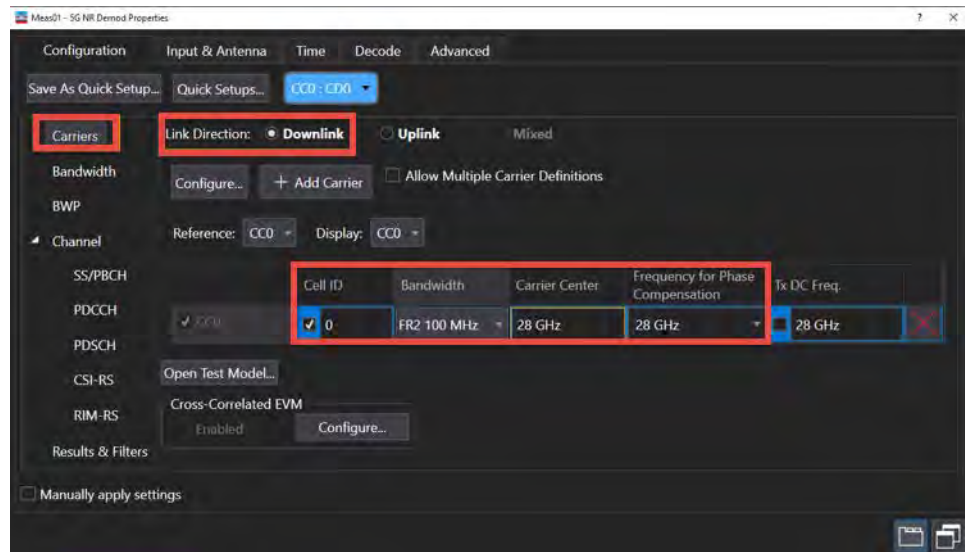 Meas01 - 5G NR Demod Properties
? X
Configuration Input & Antenna Time Decode Advanced
Save As Quick Setup... Quick Setups... CC0 : CD0
Carriers
Link Direction: Downlink Uplink Mixed
Bandwidth
Configure... + Add Carrier Allow Multiple Carrier Definitions
BWP
Reference: CC0 Display: CC0
Channel
SS/PBCH
Cell ID Bandwidth Carrier Center Frequency for Phase Compensation Tx DC Freq.
PDCCH
CC0 0 FR2 100 MHz 28 GHz 28 GHz 28 GHz
PDSCH
CSI-RS
Open Test Model...
Cross-Correlated EVM
RIM-RS
Enabled Configure...
Results & Filters
Manually apply settings